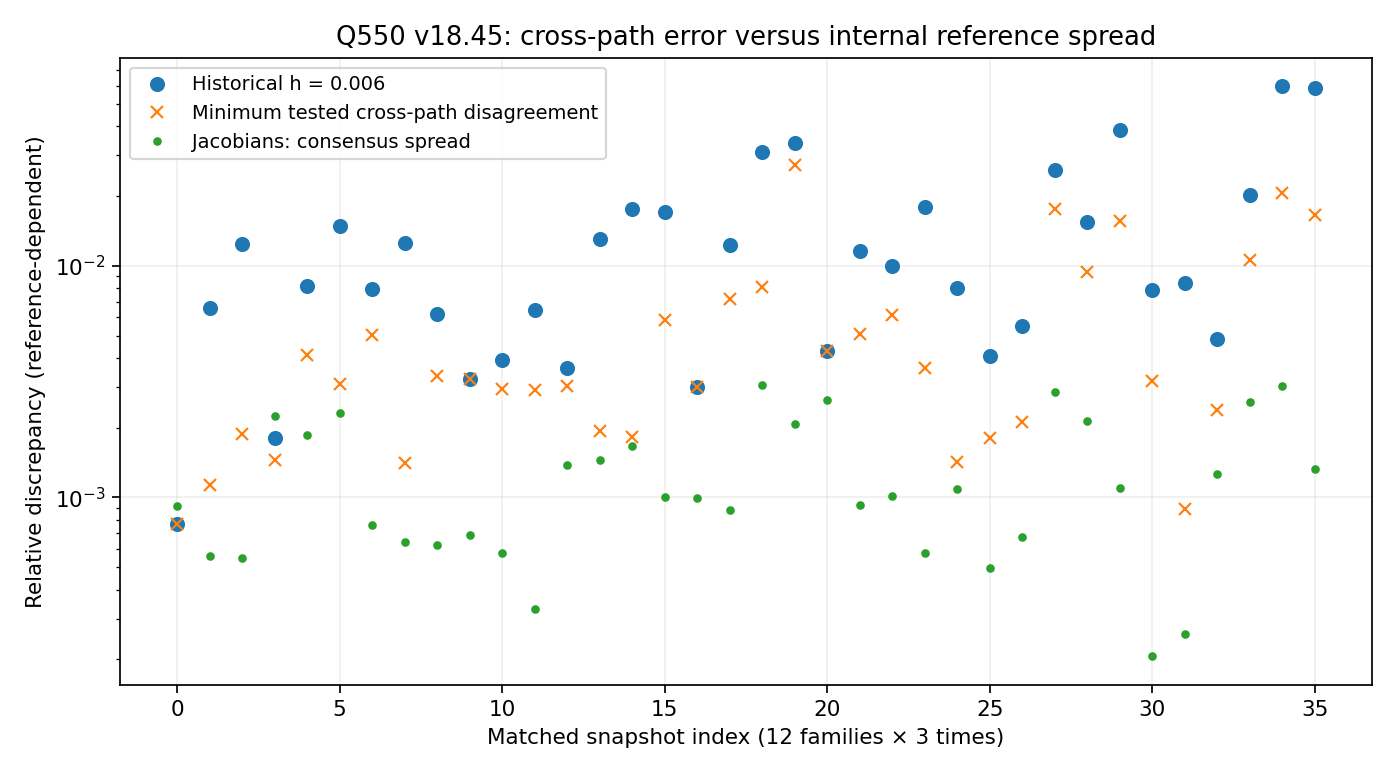 Q550 v18.45: cross-path error versus internal reference spread
Historical h = 0.006
Minimum tested cross-path disagreement
Jacobians: consensus spread
Relative discrepancy (reference-dependent)
10⁻²
10⁻³
0 5 10 15 20 25 30 35
Matched snapshot index (12 families × 3 times)